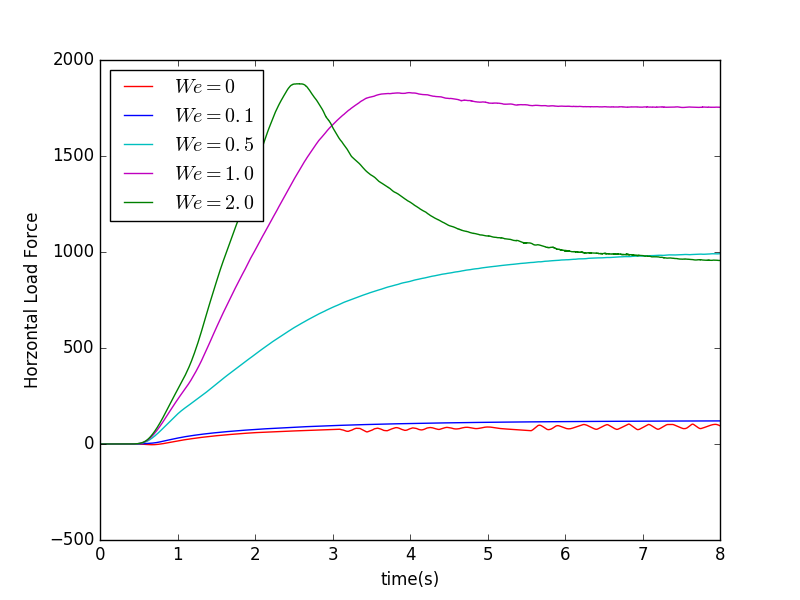 2000
1500
1000
500
0
−500
Horzontal Load Force
We = 0
We = 0.1
We = 0.5
We = 1.0
We = 2.0
0 1 2 3 4 5 6 7 8
time(s)